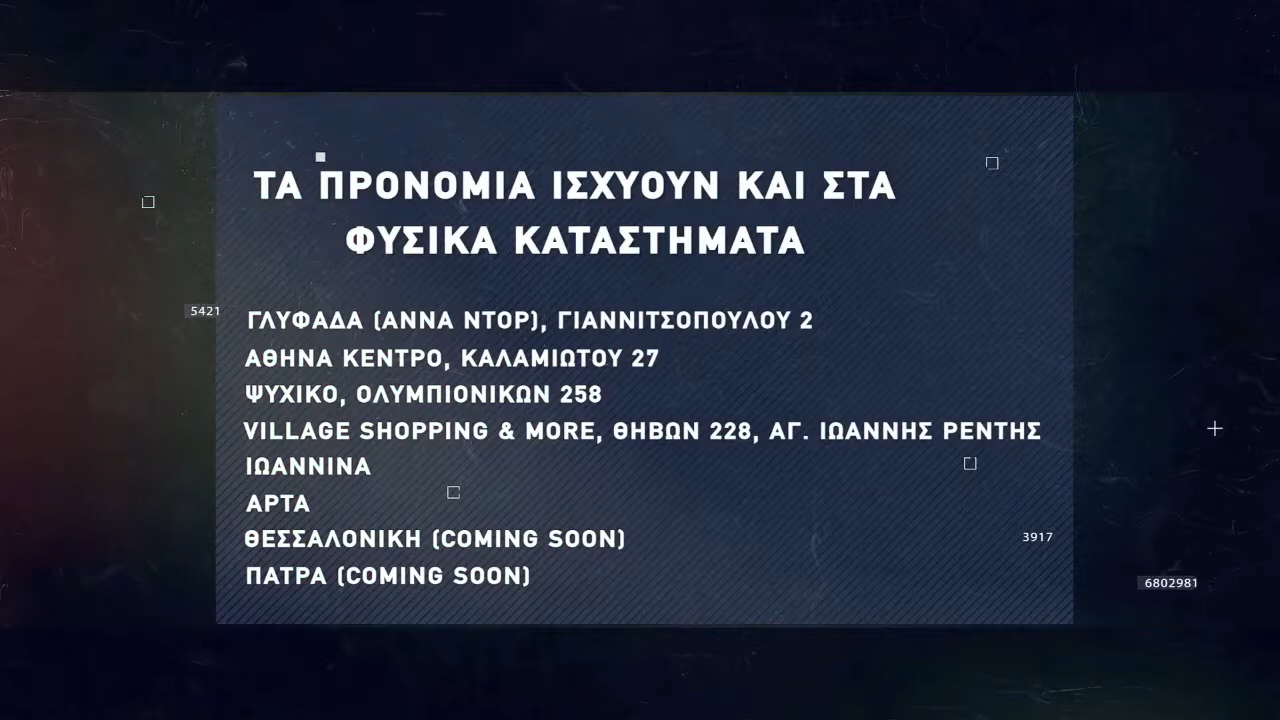 ΤΑ ΠΡΟΝΟΜΙΑ ΙΣΧΥΟΥΝ ΚΑΙ ΣΤΑ
ΦΥΣΙΚΑ ΚΑΤΑΣΤΗΜΑΤΑ
5421
ΓΛΥΦΑΔΑ (ΑΝΝΑ ΝΤΟΡ), ΓΙΑΝΝΙΤΣΟΠΟΥΛΟΥ 2
ΑΘΗΝΑ ΚΕΝΤΡΟ, ΚΑΛΑΜΙΩΤΟΥ 27
ΨΥΧΙΚΟ, ΟΛΥΜΠΙΟΝΙΚΩΝ 258
VILLAGE SHOPPING & MORE, ΘΗΒΩΝ 228, ΑΓ. ΙΩΑΝΝΗΣ ΡΕΝΤΗΣ
ΙΩΑΝΝΙΝΑ
ΑΡΤΑ
ΘΕΣΣΑΛΟΝΙΚΗ (COMING SOON)
3917
ΠΑΤΡΑ (COMING SOON)
6802981